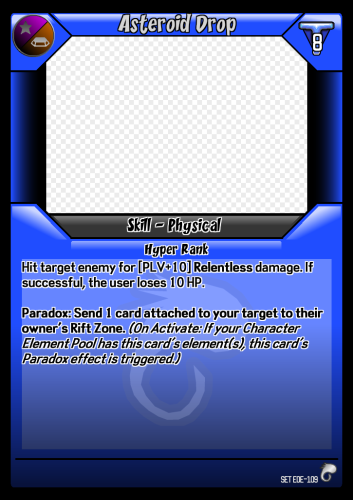 Asteroid Drop
8
Skill - Physical
Hyper Rank
Hit target enemy for [PLV+10] Relentless damage. If
successful, the user loses 10 HP.
Paradox: Send 1 card attached to your target to their
owner's Rift Zone. (On Activate: If your Character
Element Pool has this card's element(s), this card's
Paradox effect is triggered.)
SET EDE-109